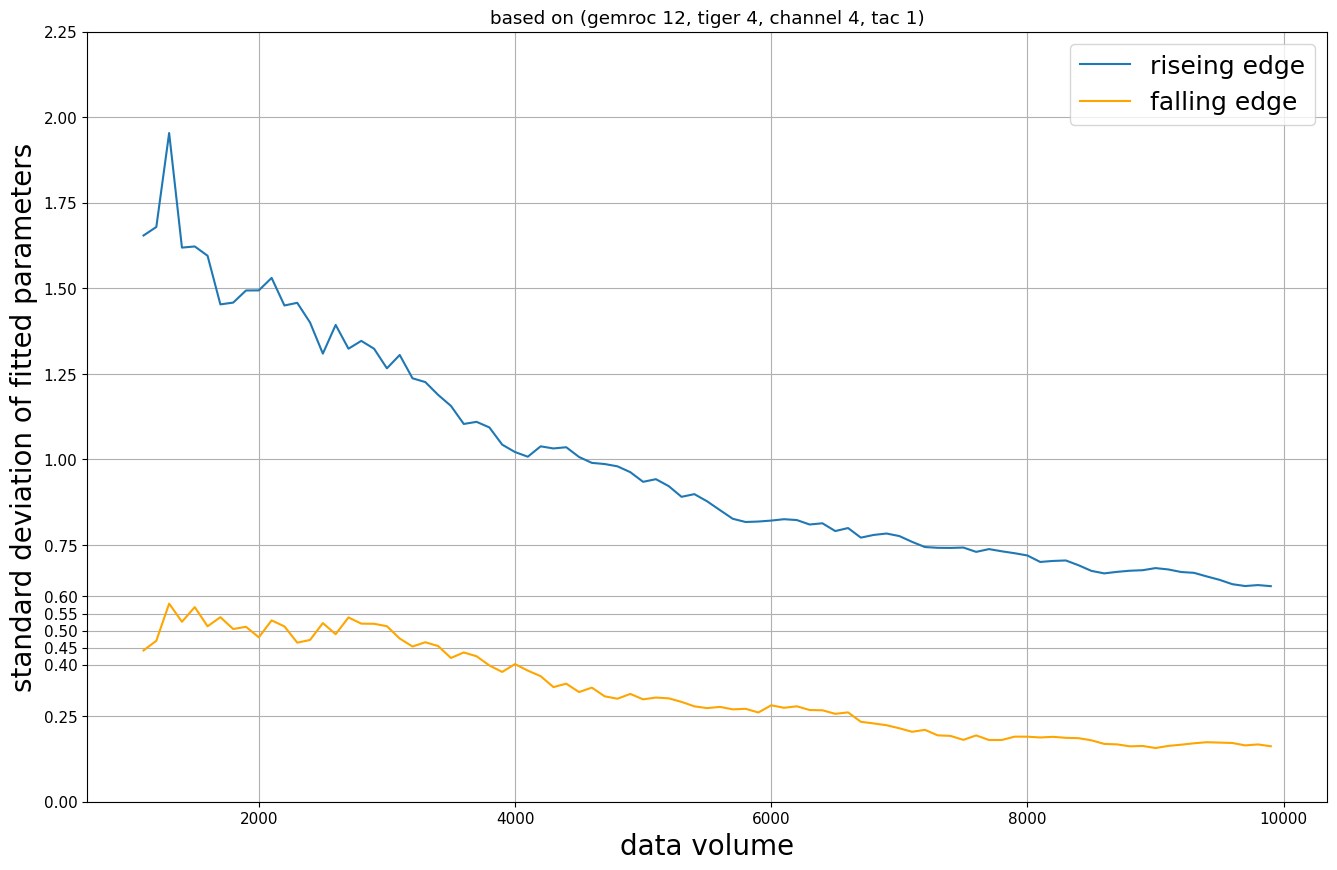 based on (gemroc 12, tiger 4, channel 4, tac 1)
riseing edge
falling edge
standard deviation of fitted parameters
2.25
2.00
1.75
1.50
1.25
1.00
0.75
0.60
0.55
0.50
0.45
0.40
0.25
0.00
2000 4000 6000 8000 10000
data volume